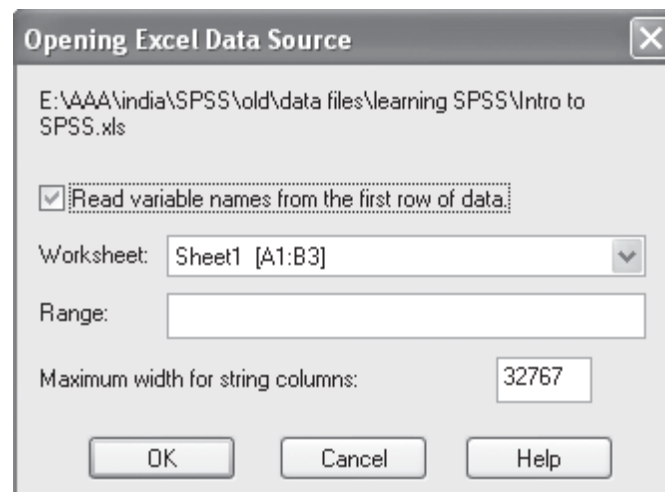 Opening Excel Data Source
E:\AAA\india\SPSS\old\data files\learning SPSS\Intro to
SPSS.xls
Read variable names from the first row of data.
Worksheet: Sheet1 [A1:B3]
Range:
Maximum width for string columns: 32767
OK Cancel Help